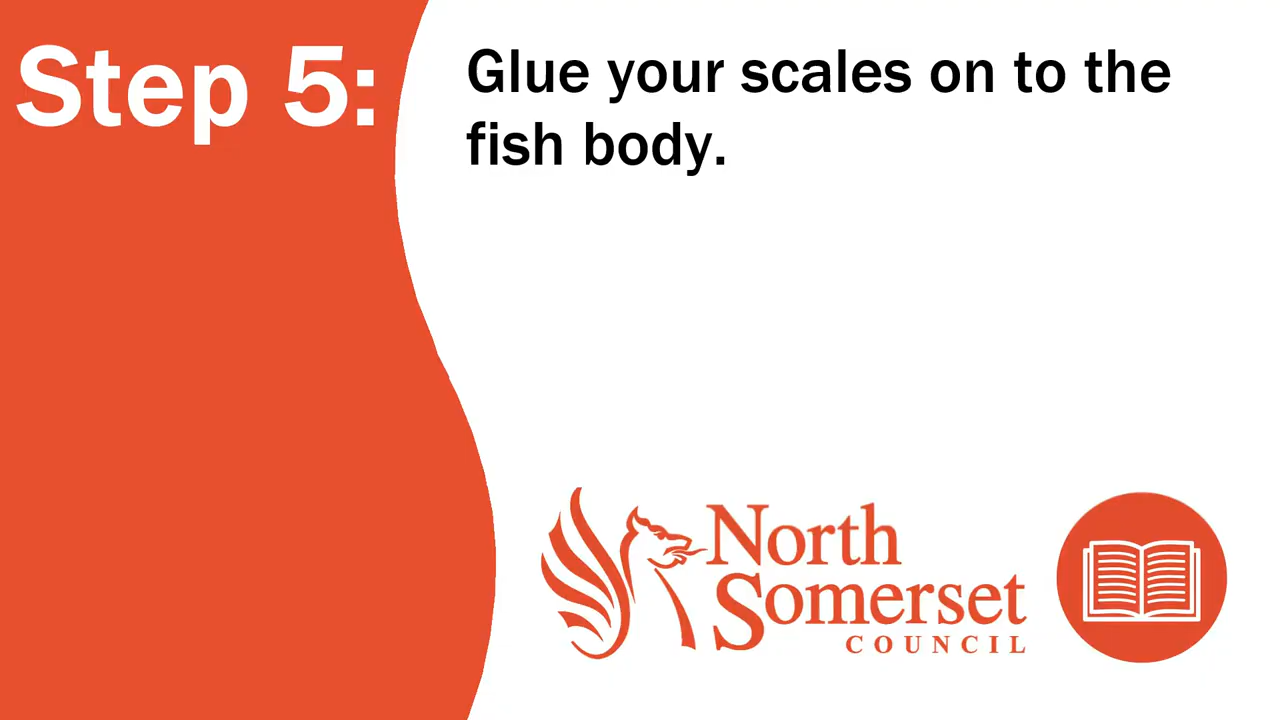 Step 5:
Glue your scales on to the
fish body.
North
Somerset
COUNCIL